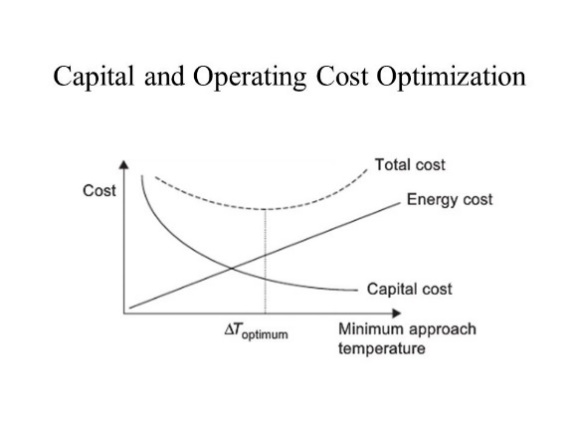 Capital and Operating Cost Optimization
Total cost
Cost
Energy cost
Capital cost
ΔToptimum
Minimum approach
temperature